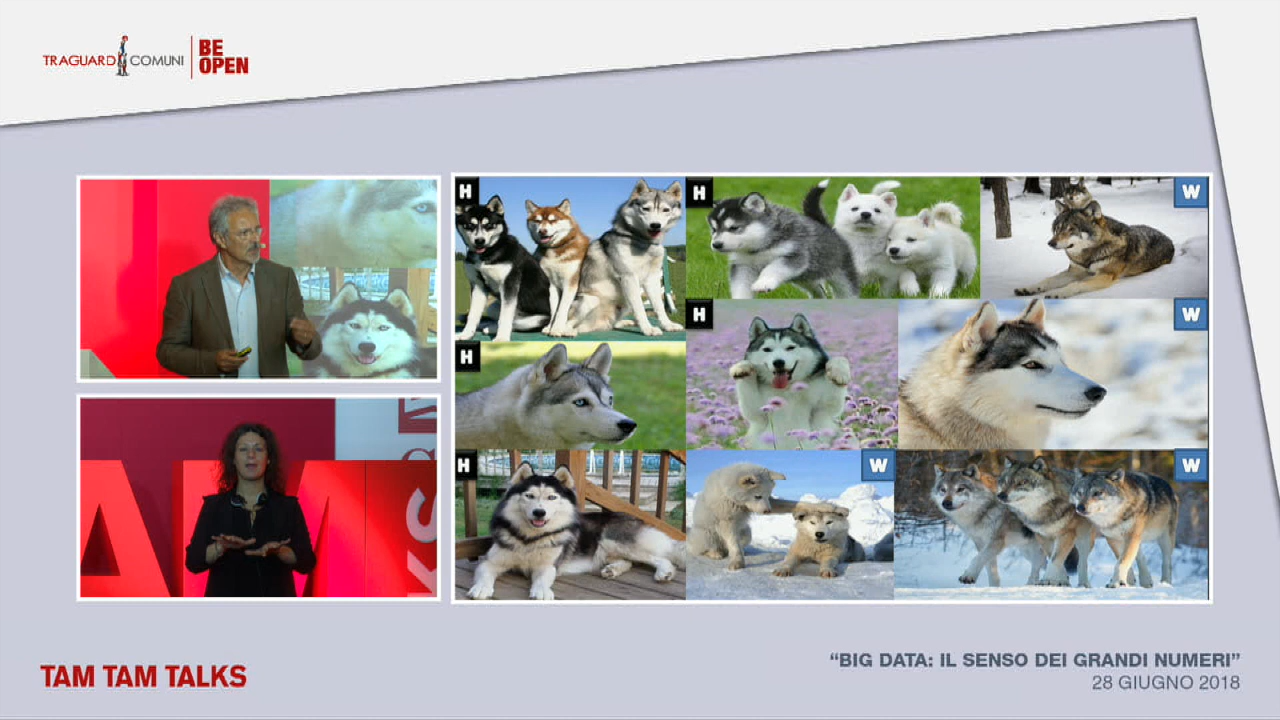 TRAGUARDI COMUNI
BE
OPEN
H
H
W
H
W
H
H
W
W
TAM TAM TALKS
“BIG DATA: IL SENSO DEI GRANDI NUMERI”
28 GIUGNO 2018